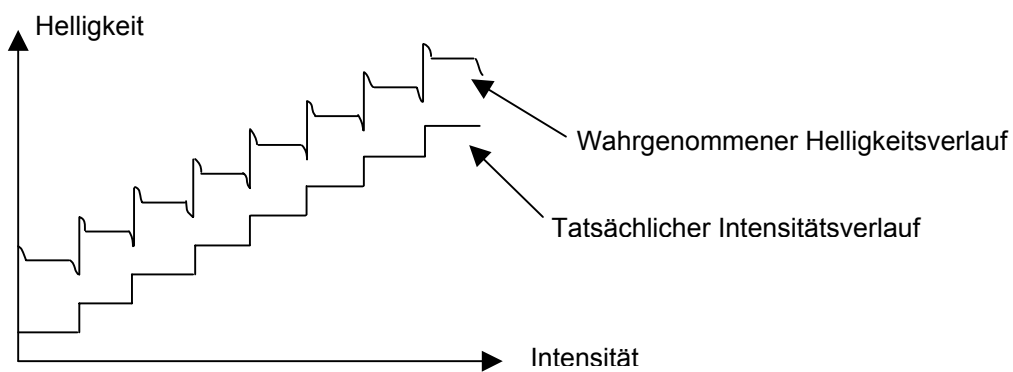 Helligkeit
Wahrgenommener Helligkeitsverlauf
Tatsächlicher Intensitätsverlauf
Intensität